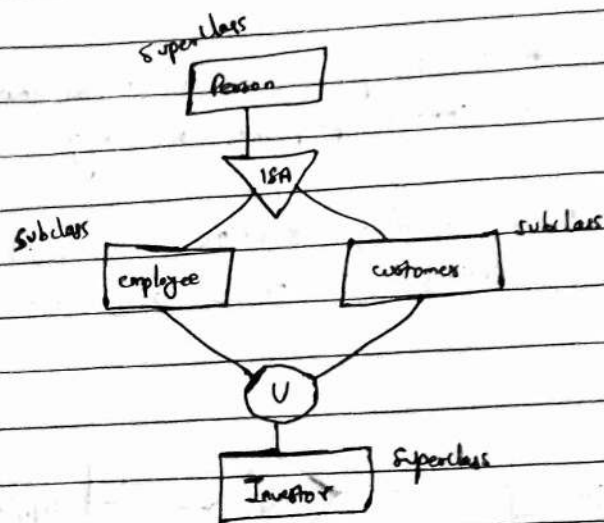 superclass
Person
ISA
subclass
subclass
employee
customer
U
superclass
Investor